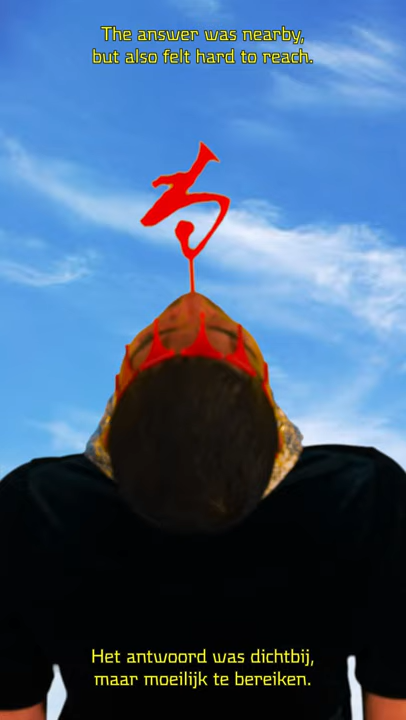 The answer was nearby,
but also felt hard to reach.
Het antwoord was dichtbij,
maar moeilijk te bereiken.